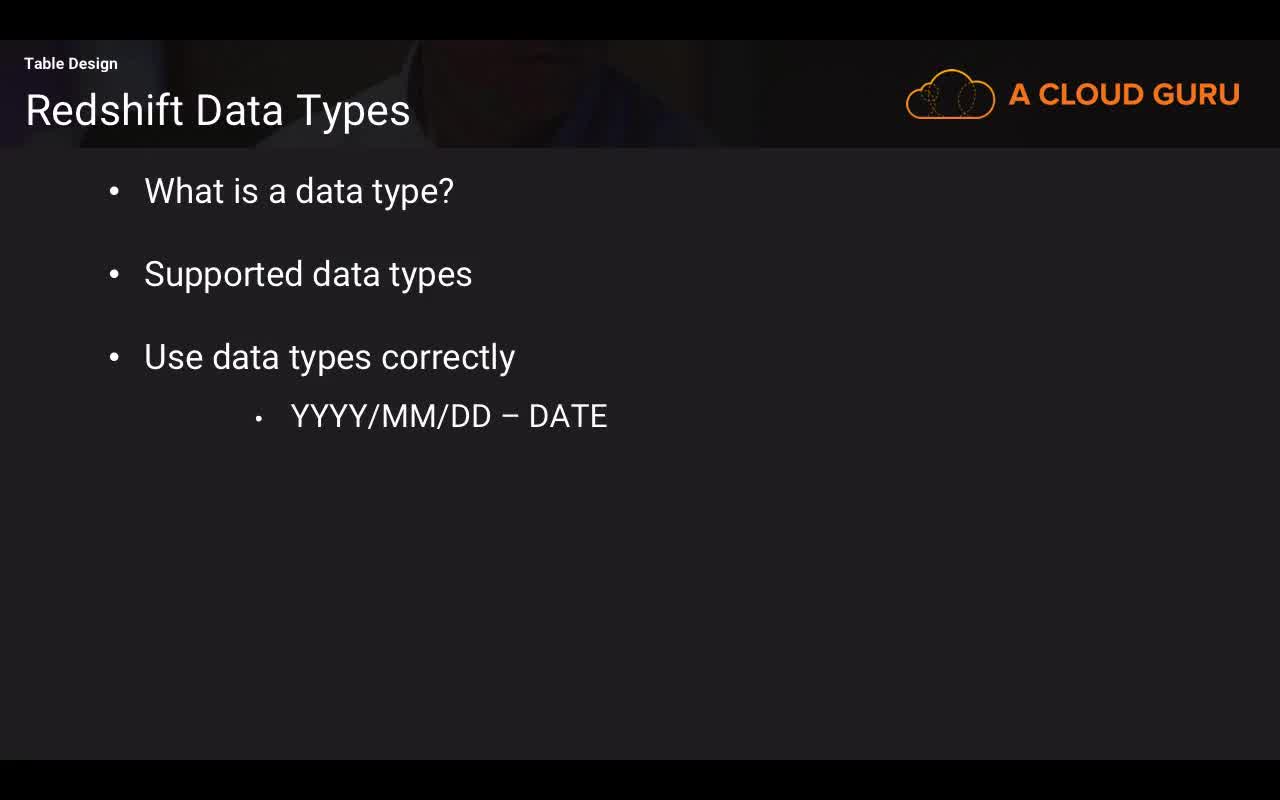 Table Design
Redshift Data Types
A CLOUD GURU
• What is a data type?
• Supported data types
• Use data types correctly
• YYYY/MM/DD – DATE